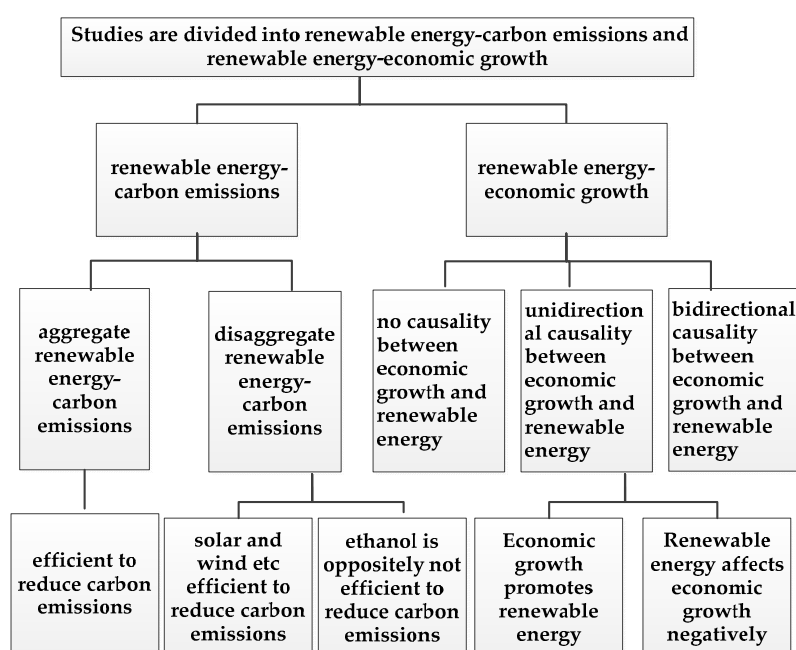 Studies are divided into renewable energy-carbon emissions and
renewable energy-economic growth
renewable energy-
carbon emissions
renewable energy-
economic growth
aggregate
renewable
energy-
carbon
emissions
disaggregate
renewable
energy-
carbon
emissions
no causality
between
economic
growth and
renewable
energy
unidirection
al causality
between
economic
growth and
renewable
energy
bidirectional
causality
between
economic
growth and
renewable
energy
efficient to
reduce carbon
emissions
solar and
wind etc
efficient to
reduce carbon
emissions
ethanol is
oppositely not
efficient to
reduce carbon
emissions
Economic
growth
promotes
renewable
energy
Renewable
energy affects
economic
growth
negatively